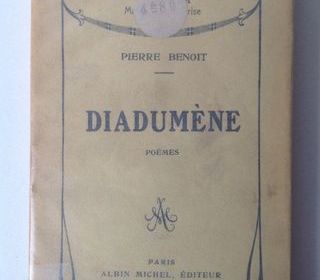 PIERRE BENOIT
DIADUMÈNE
POÈMES
PARIS
ALBIN MICHEL, ÉDITEUR